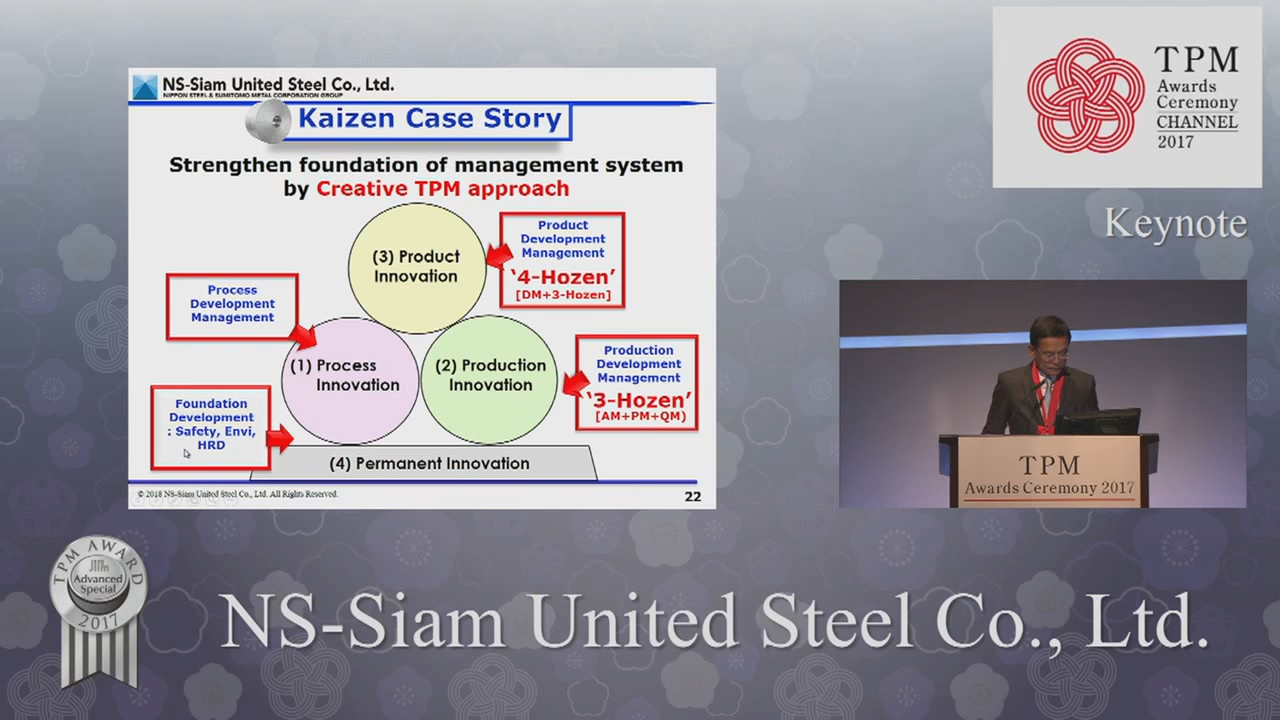 NS-Siam United Steel Co., Ltd.
NIPPON STEEL & SUMITOMO METAL CORPORATION GROUP
Kaizen Case Story
Strengthen foundation of management system
by Creative TPM approach
(3) Product
Innovation
Product
Development
Management
‘4-Hozen’
[DM+3-Hozen]
Process
Development
Management
(1) Process
Innovation
(2) Production
Innovation
Production
Development
Management
‘3-Hozen’
[AM+PM+QM]
Foundation
Development
: Safety, Envi,
HRD
(4) Permanent Innovation
© 2018 NS-Siam United Steel Co., Ltd. All Rights Reserved.
22
TPM
Awards
Ceremony
CHANNEL
2017
Keynote
TPM
Awards Ceremony 2017
TPM AWARD
JIPM
Advanced
Special
2017
NS-Siam United Steel Co., Ltd.